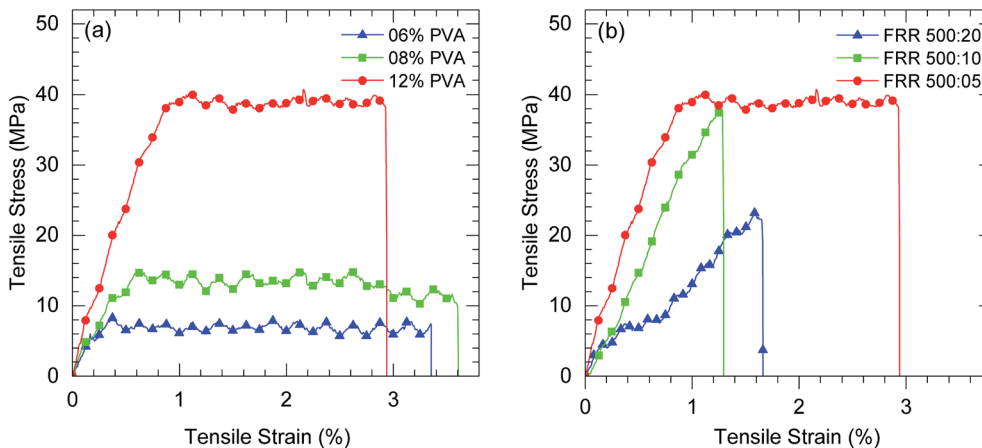 (a)
06% PVA
08% PVA
12% PVA
50
40
30
20
10
0
0 1 2 3
Tensile Stress (MPa)
Tensile Strain (%)
(b)
FRR 500:20
FRR 500:10
FRR 500:05
50
40
30
20
10
0
0 1 2 3
Tensile Stress (MPa)
Tensile Strain (%)